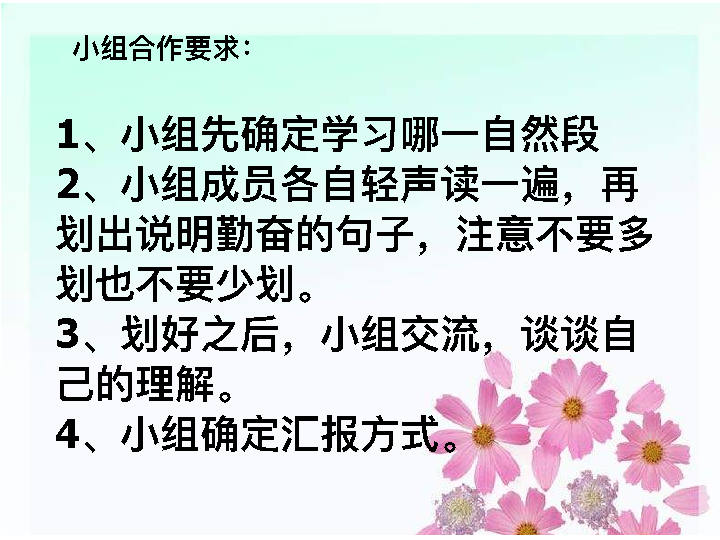 小组合作要求：
1、小组先确定学习哪一自然段
2、小组成员各自轻声读一遍，再
划出说明勤奋的句子，注意不要多
划也不要少划。
3、划好之后，小组交流，谈谈自
己的理解。
4、小组确定汇报方式。